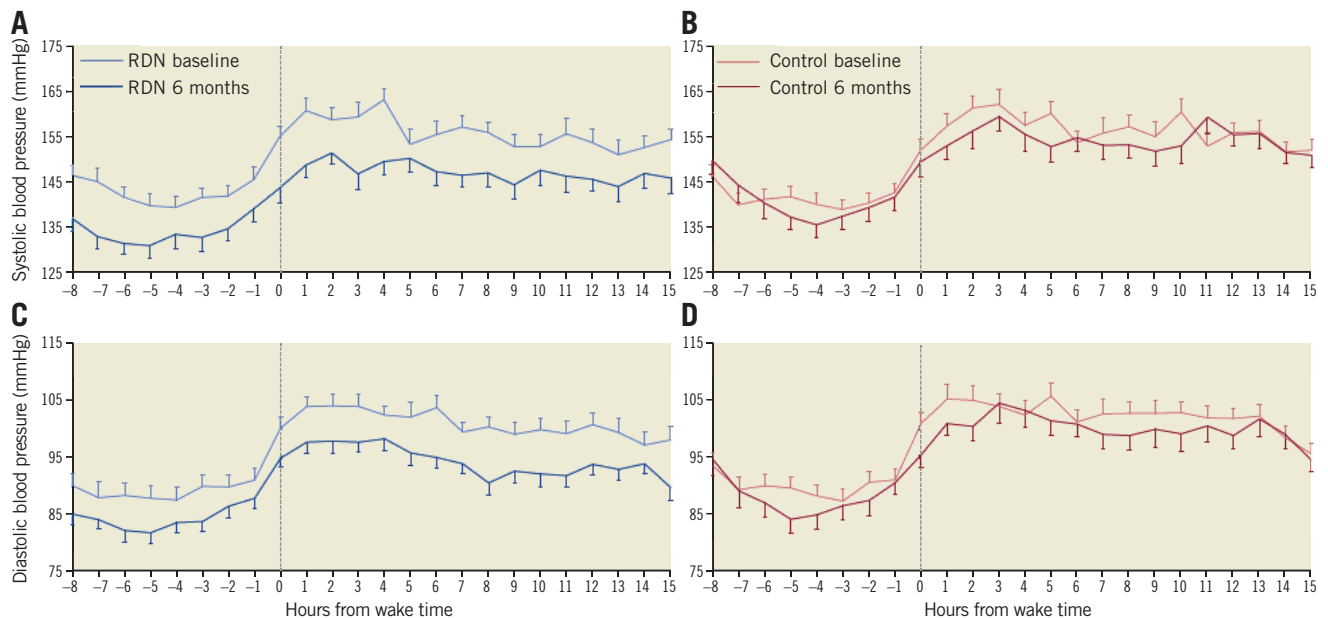 A
Systolic blood pressure (mmHg)
175
165
155
145
135
125
RDN baseline
RDN 6 months
–8 –7 –6 –5 –4 –3 –2 –1 0 1 2 3 4 5 6 7 8 9 10 11 12 13 14 15
B
175
165
155
145
135
125
Control baseline
Control 6 months
–8 –7 –6 –5 –4 –3 –2 –1 0 1 2 3 4 5 6 7 8 9 10 11 12 13 14 15
C
Diastolic blood pressure (mmHg)
115
105
95
85
75
–8 –7 –6 –5 –4 –3 –2 –1 0 1 2 3 4 5 6 7 8 9 10 11 12 13 14 15
Hours from wake time
D
115
105
95
85
75
–8 –7 –6 –5 –4 –3 –2 –1 0 1 2 3 4 5 6 7 8 9 10 11 12 13 14 15
Hours from wake time